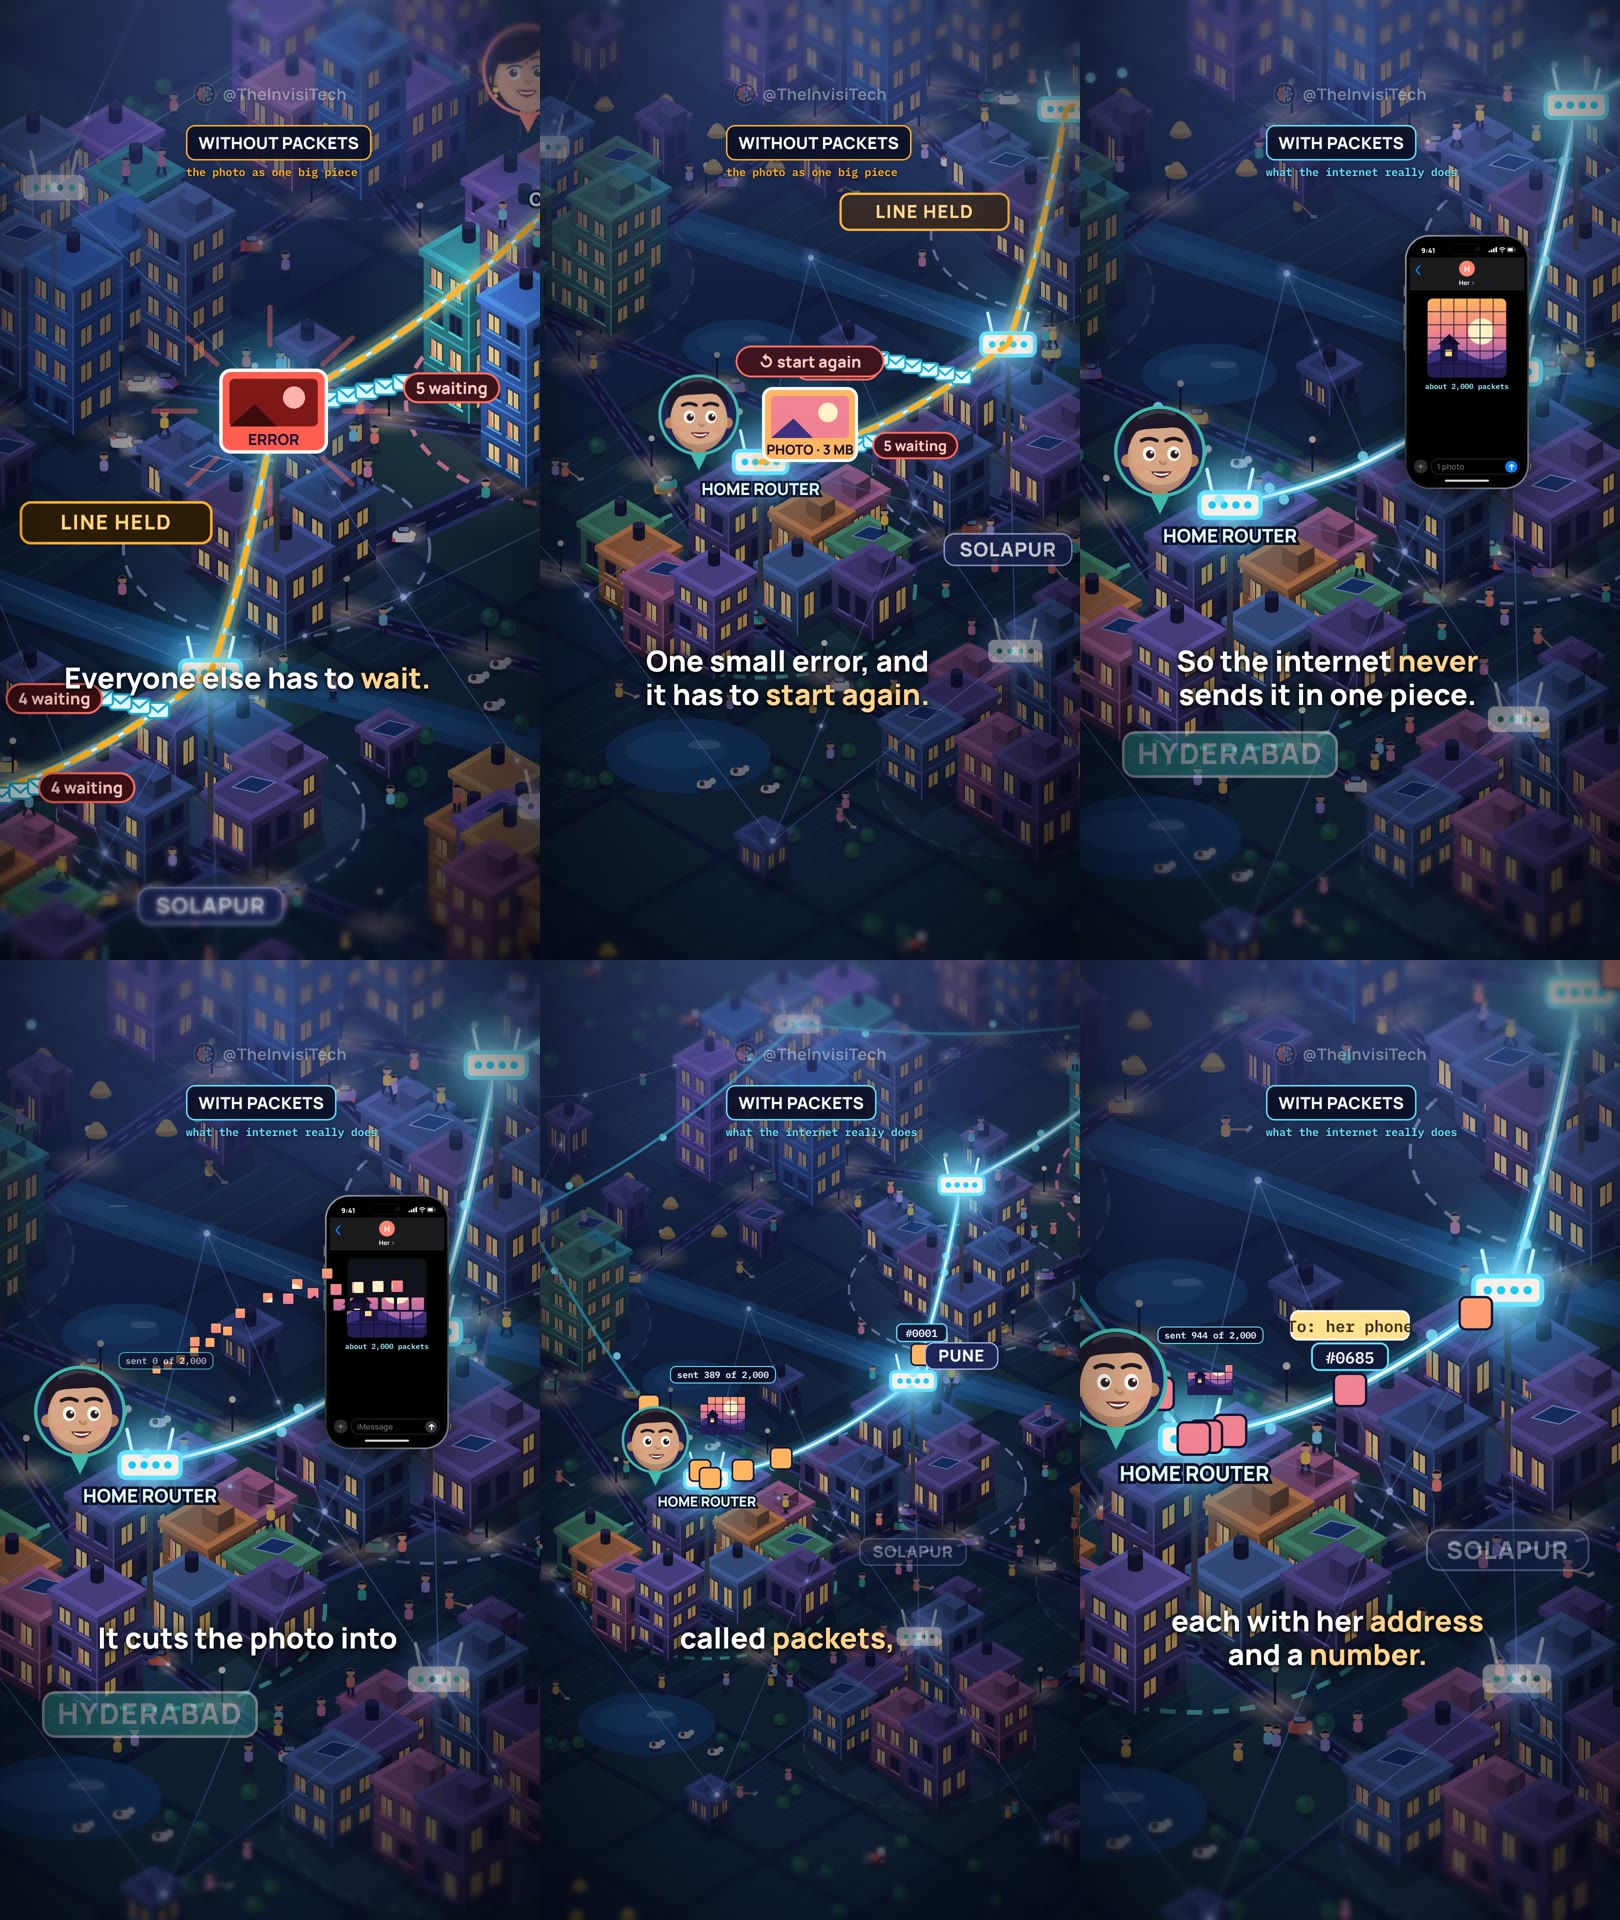 @TheInvisiTech
WITHOUT PACKETS
the photo as one big piece
ERROR
5 waiting
LINE HELD
Everyone else has to wait.
4 waiting
4 waiting
SOLAPUR
@TheInvisiTech
WITHOUT PACKETS
the photo as one big piece
LINE HELD
start again
PHOTO · 3 MB
5 waiting
HOME ROUTER
SOLAPUR
One small error, and
it has to start again.
@TheInvisiTech
WITH PACKETS
what the internet really does
9:41
H
Her
about 2,000 packets
1 photo
HOME ROUTER
So the internet never
sends it in one piece.
HYDERABAD
@TheInvisiTech
WITH PACKETS
what the internet really does
9:41
H
Her
about 2,000 packets
iMessage
sent 0 of 2,000
HOME ROUTER
It cuts the photo into
HYDERABAD
@TheInvisiTech
WITH PACKETS
what the internet really does
#0001
PUNE
sent 389 of 2,000
HOME ROUTER
SOLAPUR
called packets,
@TheInvisiTech
WITH PACKETS
what the internet really does
To: her phone
sent 944 of 2,000
#0685
HOME ROUTER
SOLAPUR
each with her address
and a number.